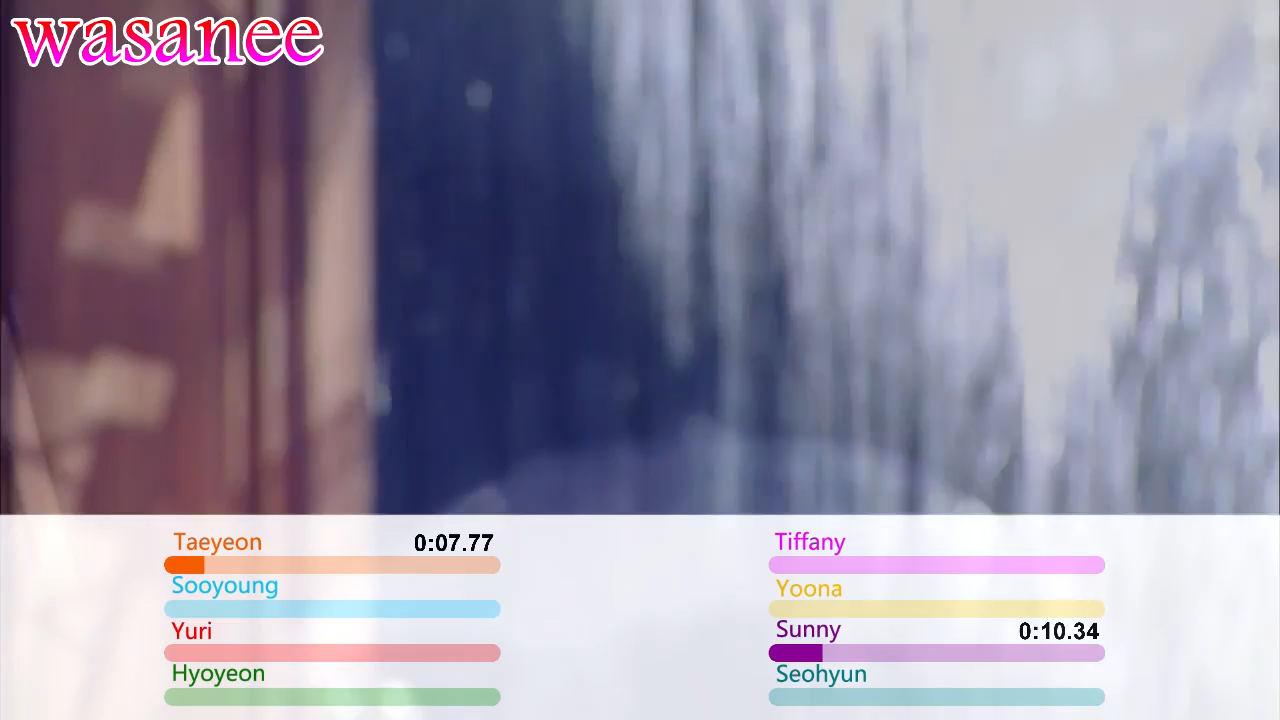 wasanee
Taeyeon 0:07.77
Sooyoung
Yuri
Hyoyeon
Tiffany
Yoona
Sunny 0:10.34
Seohyun